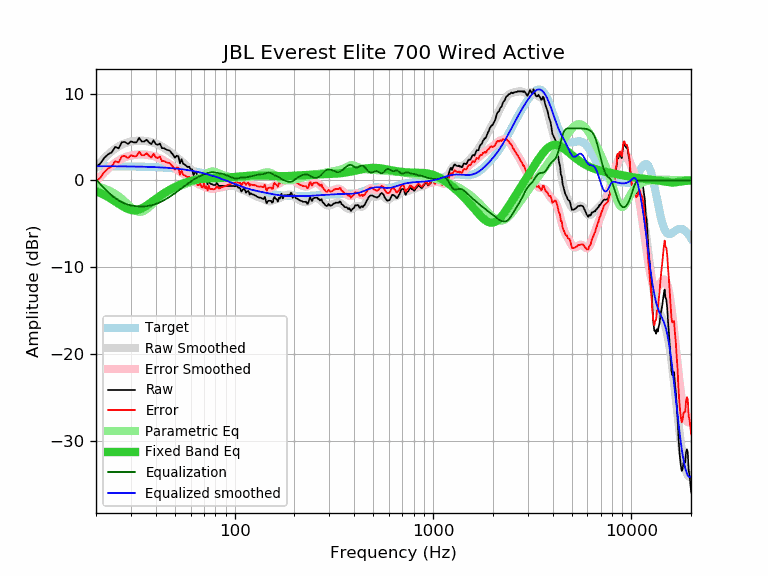 JBL Everest Elite 700 Wired Active
10
0
−10
−20
−30
Amplitude (dBr)
Target
Raw Smoothed
Error Smoothed
Raw
Error
Parametric Eq
Fixed Band Eq
Equalization
Equalized smoothed
100
1000
10000
Frequency (Hz)